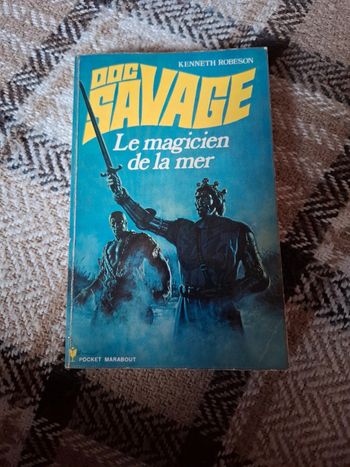 KENNETH ROBESON
DOC
SAVAGE
Le magicien
de la mer
POCKET MARABOUT